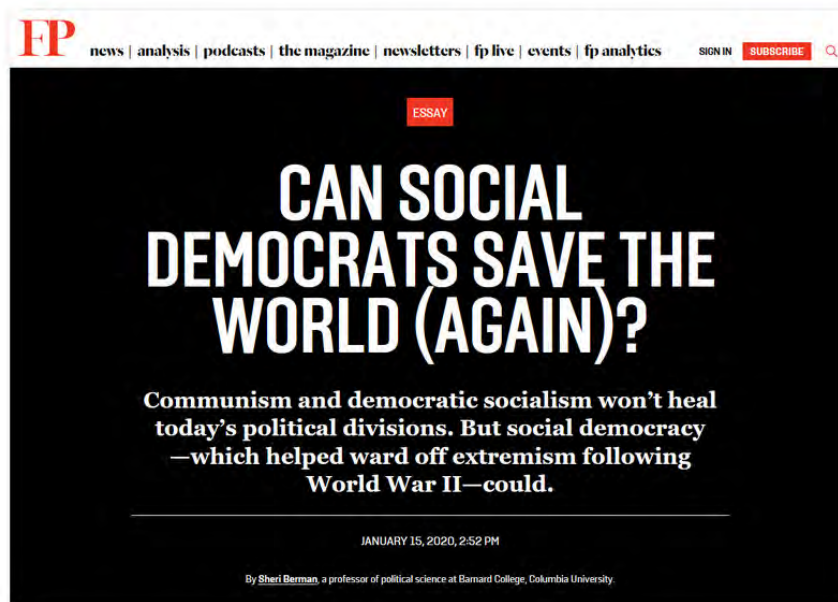 FP
news | analysis | podcasts | the magazine | newsletters | fp live | events | fp analytics SIGN IN SUBSCRIBE
ESSAY
CAN SOCIAL
DEMOCRATS SAVE THE
WORLD (AGAIN)?
Communism and democratic socialism won’t heal
today’s political divisions. But social democracy
—which helped ward off extremism following
World War II—could.
JANUARY 15, 2020, 2:52 PM
By Sheri Berman, a professor of political science at Barnard College, Columbia University.